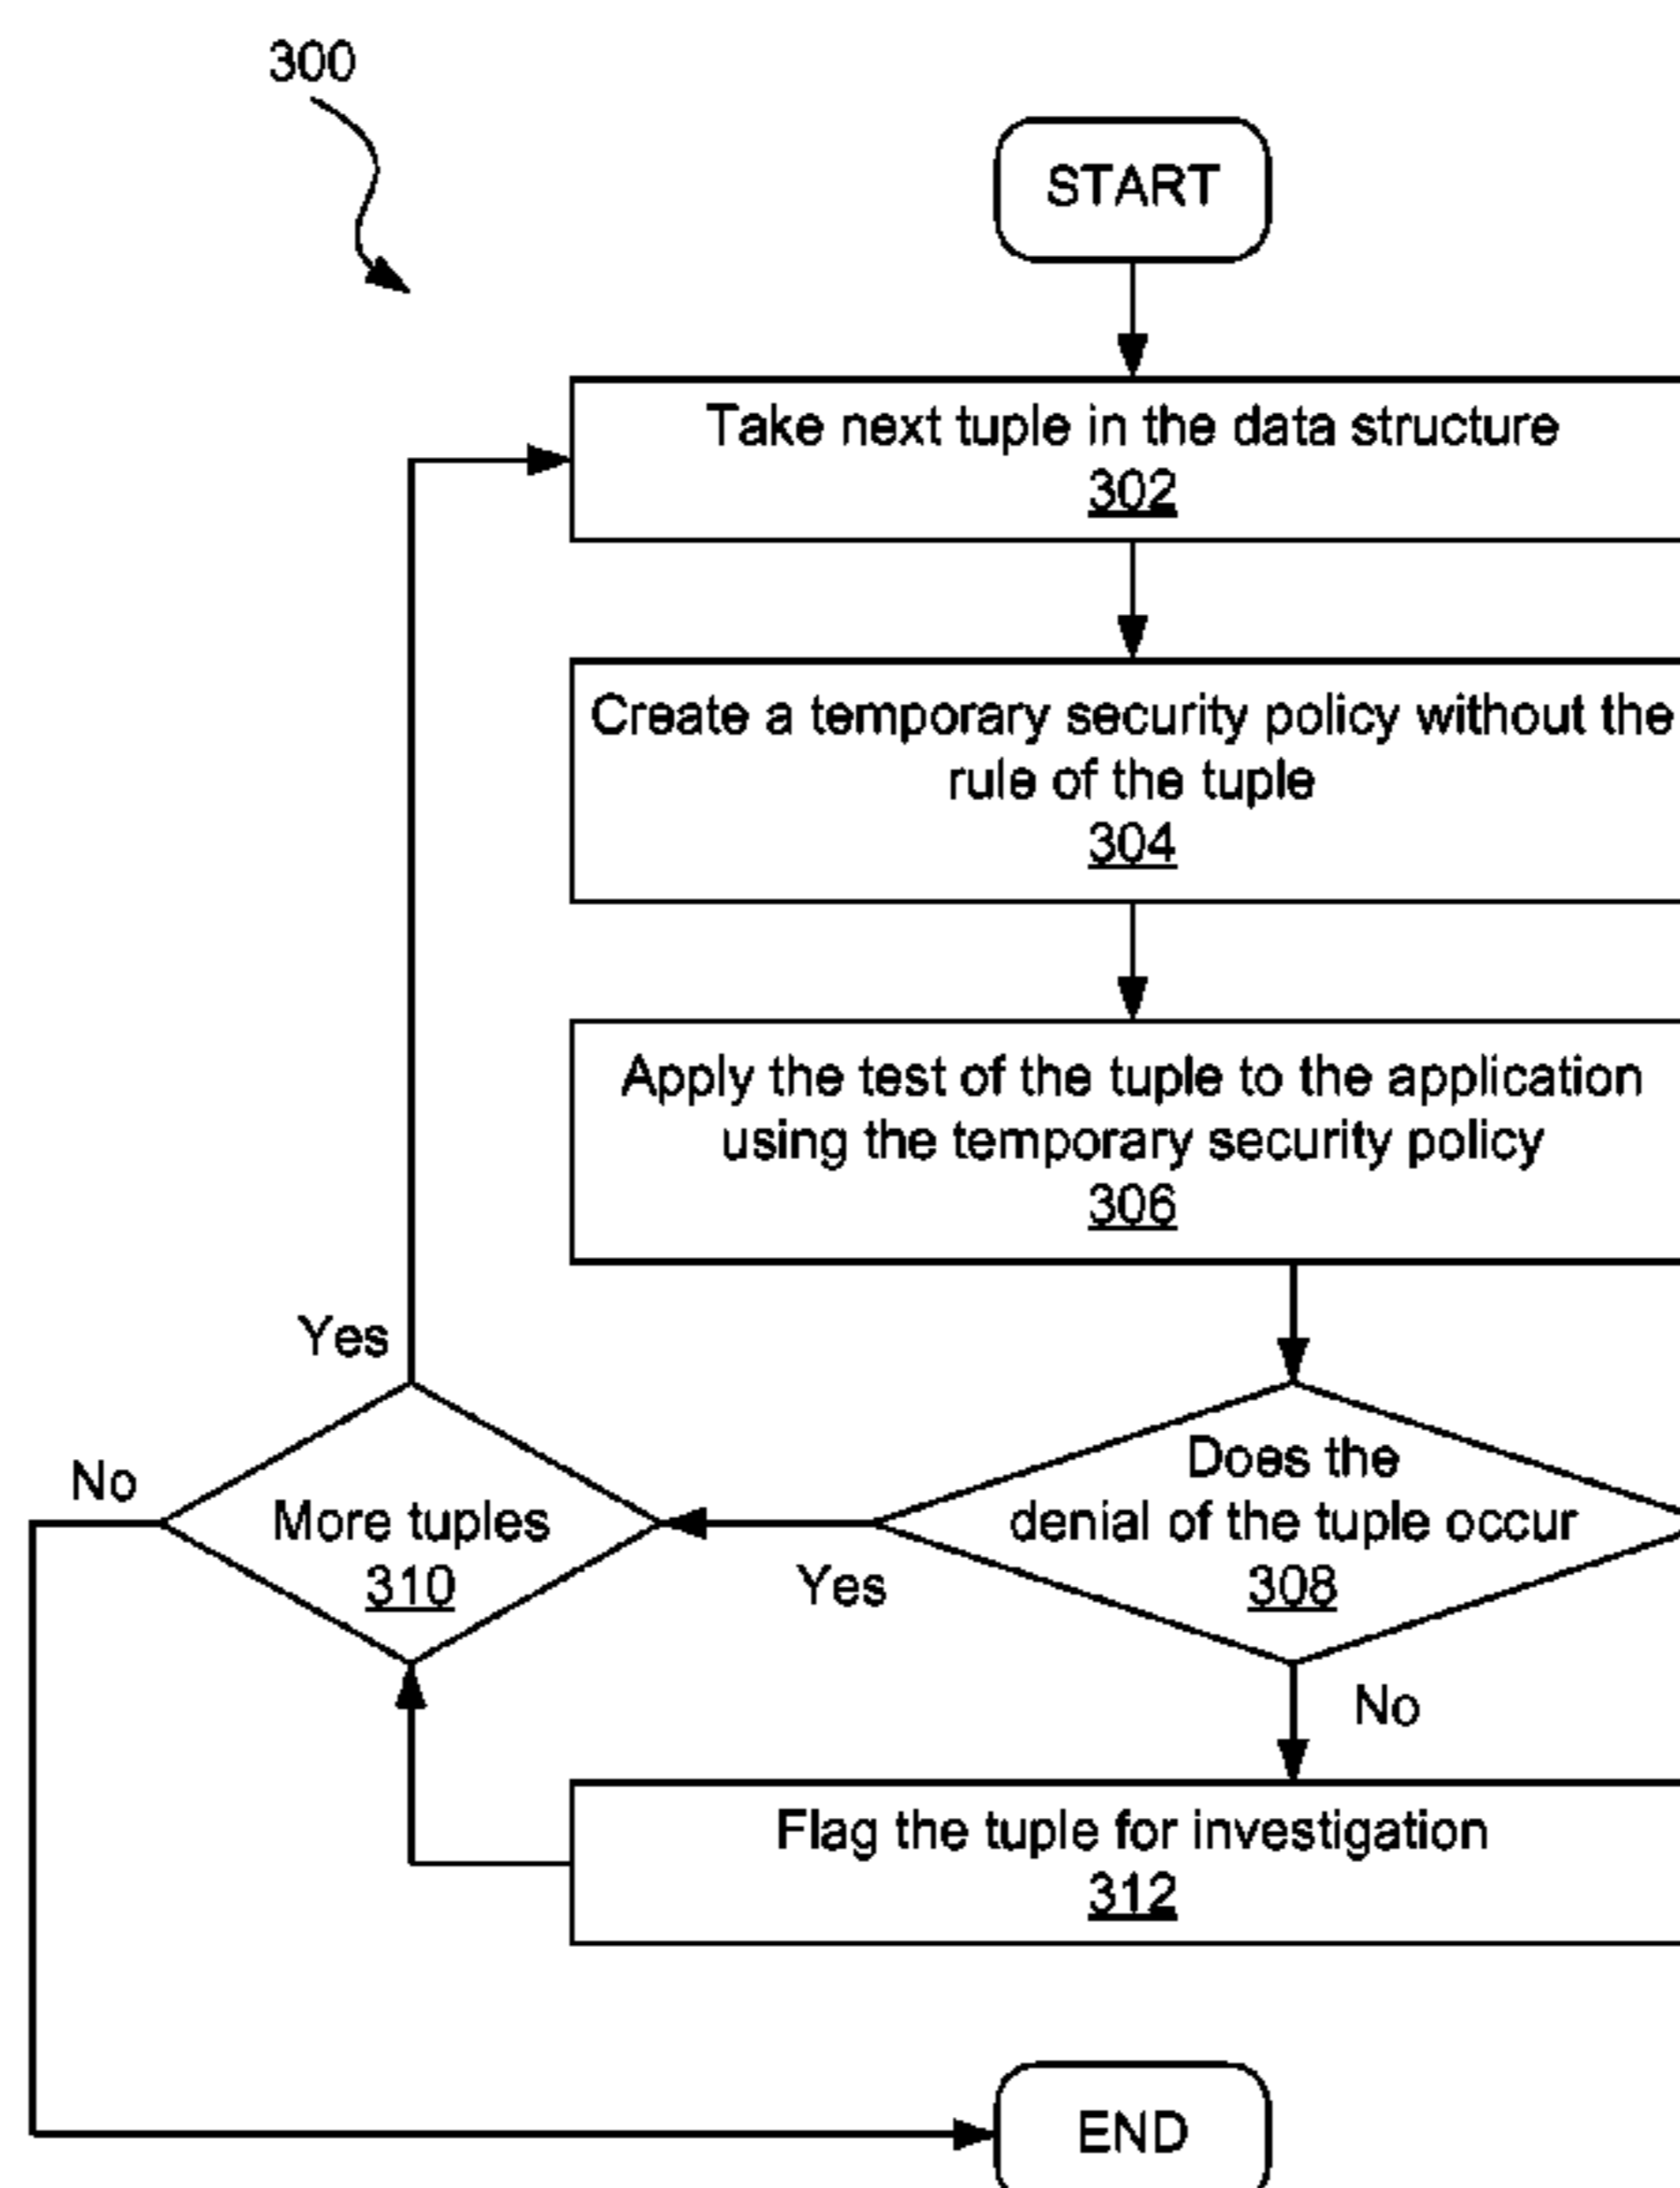 300
START
Take next tuple in the data structure
302
Create a temporary security policy without the
rule of the tuple
304
Apply the test of the tuple to the application
using the temporary security policy
306
Yes
No
More tuples
310
Yes
Does the
denial of the tuple occur
308
No
Flag the tuple for investigation
312
END